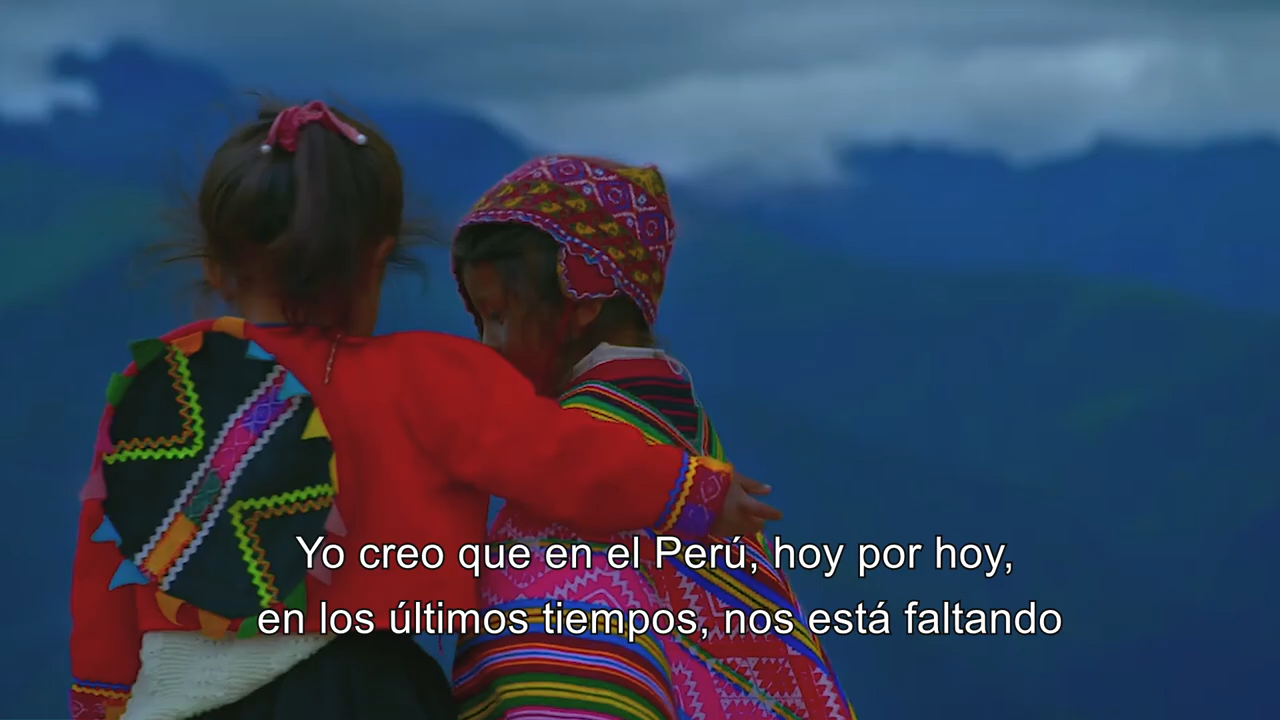 Yo creo que en el Perú, hoy por hoy,
en los últimos tiempos, nos está faltando